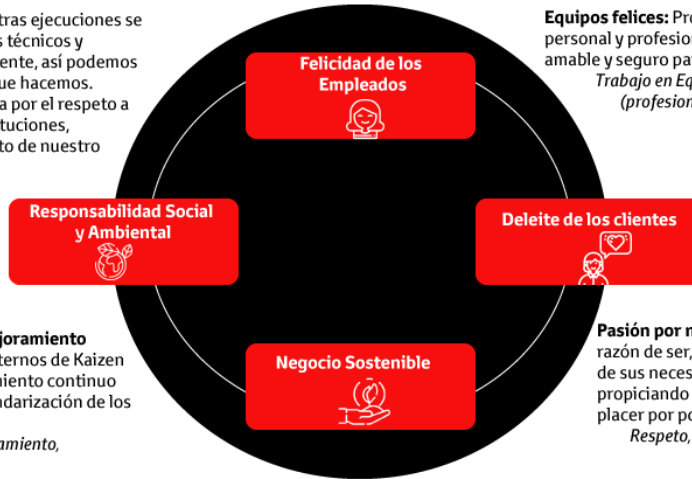 tras ejecuciones se
s técnicos y
ente, así podemos
ue hacemos.
a por el respeto a
tuciones,
to de nuestro
Equipos felices: Pro
personal y profesion
amable y seguro pa
Trabajo en Eq
(profesion
Felicidad de los
Empleados
Responsabilidad Social
y Ambiental
Deleite de los clientes
Negocio Sostenible
joramiento
ternos de Kaizen
niento continuo
ndarización de los
amiento,
Pasión por n
razón de ser,
de sus neces
propiciando
placer por po
Respeto,